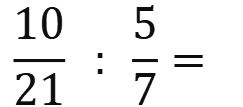 10/21 : 5/7 =